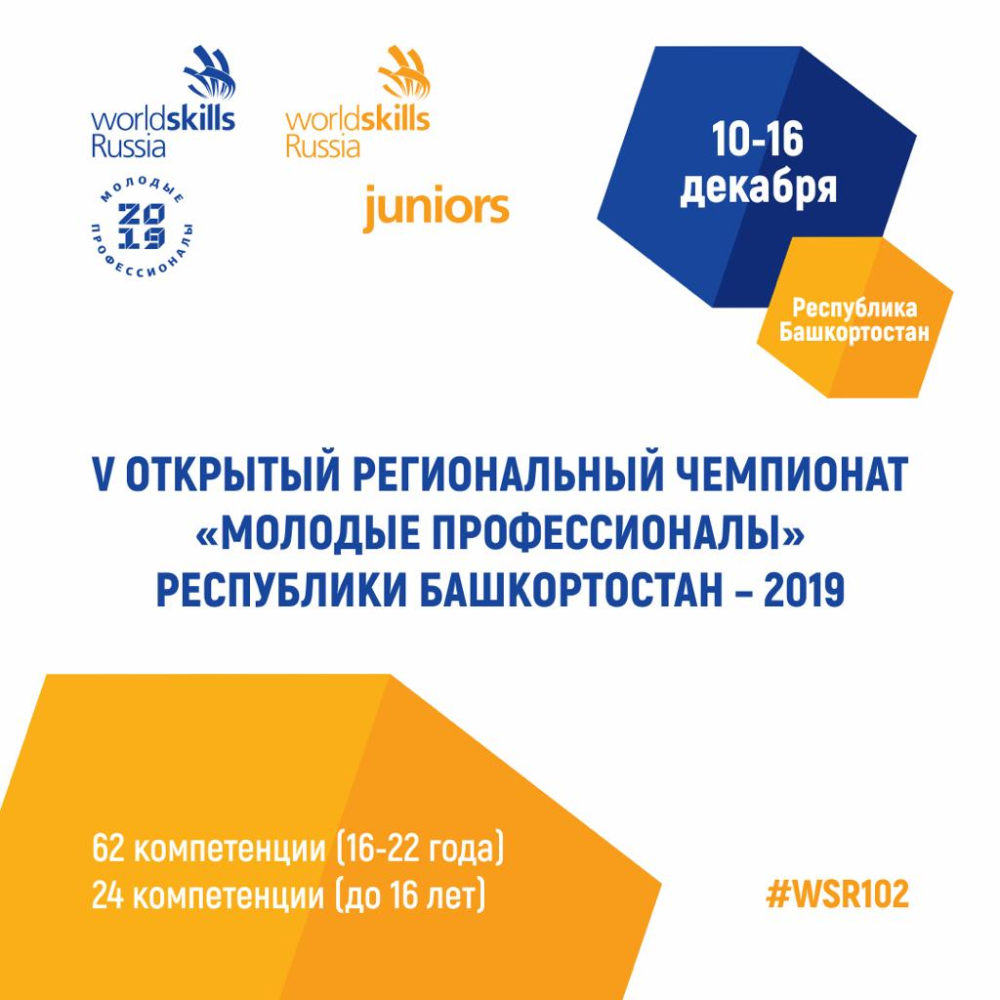 worldskills
Russia
МОЛОДЫЕ
2019
ПРОФЕССИОНАЛЫ
worldskills
Russia
juniors
10-16
декабря
Республика
Башкортостан
V ОТКРЫТЫЙ РЕГИОНАЛЬНЫЙ ЧЕМПИОНАТ
«МОЛОДЫЕ ПРОФЕССИОНАЛЫ»
РЕСПУБЛИКИ БАШКОРТОСТАН – 2019
62 компетенции (16-22 года)
24 компетенции (до 16 лет)
#WSR102